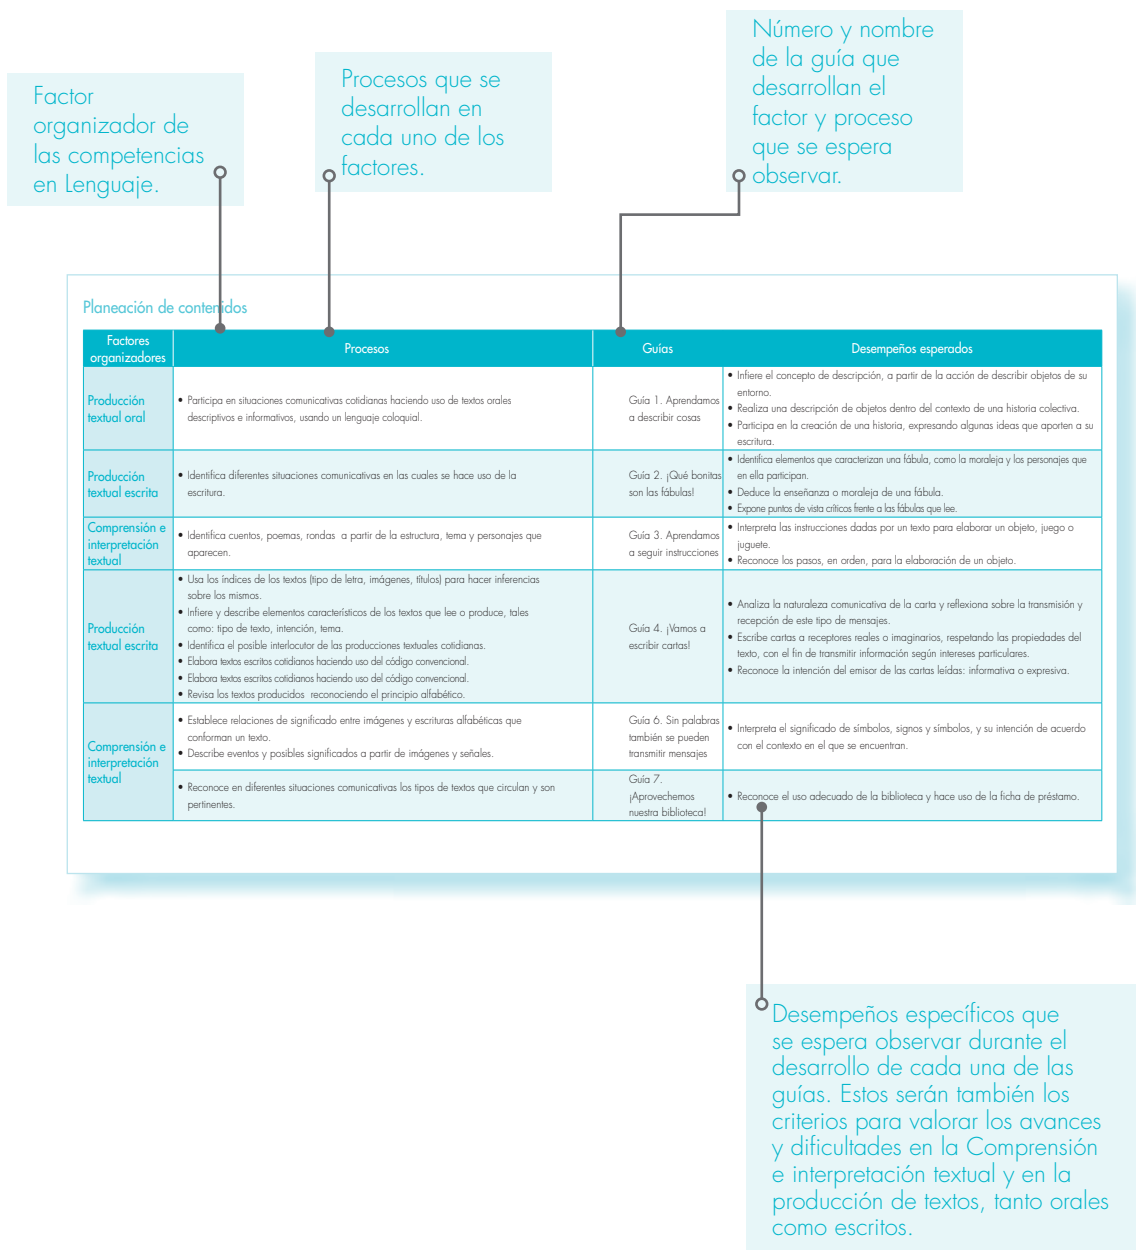 Factor
organizador de
las competencias
en Lenguaje.
Procesos que se
desarrollan en
cada uno de los
factores.
Número y nombre
de la guía que
desarrollan el
factor y proceso
que se espera
observar.
Planeación de contenidos
Factores
organizadores
Procesos
Guías
Desempeños esperados
Producción
textual oral
• Participa en situaciones comunicativas cotidianas haciendo uso de textos orales
descriptivos e informativos, usando un lenguaje coloquial.
Guía 1. Aprendamos
a describir cosas
• Infiere el concepto de descripción, a partir de la acción de describir objetos de su
entorno.
• Realiza una descripción de objetos dentro del contexto de una historia colectiva.
• Participa en la creación de una historia, expresando algunas ideas que aporten a su
escritura.
Producción
textual escrita
• Identifica diferentes situaciones comunicativas en las cuales se hace uso de la
escritura.
Guía 2. ¡Qué bonitas
son las fábulas!
• Identifica elementos que caracterizan una fábula, como la moraleja y los personajes que
en ella participan.
• Deduce la enseñanza o moraleja de una fábula.
• Expone puntos de vista críticos frente a las fábulas que lee.
Comprensión e
interpretación
textual
• Identifica cuentos, poemas, rondas a partir de la estructura, tema y personajes que
aparecen.
Guía 3. Aprendamos
a seguir instrucciones
• Interpreta las instrucciones dadas por un texto para elaborar un objeto, juego o
juguete.
• Reconoce los pasos, en orden, para la elaboración de un objeto.
Producción
textual escrita
• Usa los índices de los textos (tipo de letra, imágenes, títulos) para hacer inferencias
sobre los mismos.
• Infiere y describe elementos característicos de los textos que lee o produce, tales
como: tipo de texto, intención, tema.
• Identifica el posible interlocutor de las producciones textuales cotidianas.
• Elabora textos escritos cotidianos haciendo uso del código convencional.
• Elabora textos escritos cotidianos haciendo uso del código convencional.
• Revisa los textos producidos reconociendo el principio alfabético.
Guía 4. ¡Vamos a
escribir cartas!
• Analiza la naturaleza comunicativa de la carta y reflexiona sobre la transmisión y
recepción de este tipo de mensajes.
• Escribe cartas a receptores reales o imaginarios, respetando las propiedades del
texto, con el fin de transmitir información según intereses particulares.
• Reconoce la intención del emisor de las cartas leídas: informativa o expresiva.
Comprensión e
interpretación
textual
• Establece relaciones de significado entre imágenes y escrituras alfabéticas que
conforman un texto.
• Describe eventos y posibles significados a partir de imágenes y señales.
Guía 6. Sin palabras
también se pueden
transmitir mensajes
• Interpreta el significado de símbolos, signos y símbolos, y su intención de acuerdo
con el contexto en el que se encuentran.
• Reconoce en diferentes situaciones comunicativas los tipos de textos que circulan y son
pertinentes.
Guía 7.
¡Aprovechemos
nuestra biblioteca!
• Reconoce el uso adecuado de la biblioteca y hace uso de la ficha de préstamo.
Desempeños específicos que
se espera observar durante el
desarrollo de cada una de las
guías. Estos serán también los
criterios para valorar los avances
y dificultades en la Comprensión
e interpretación textual y en la
producción de textos, tanto orales
como escritos.